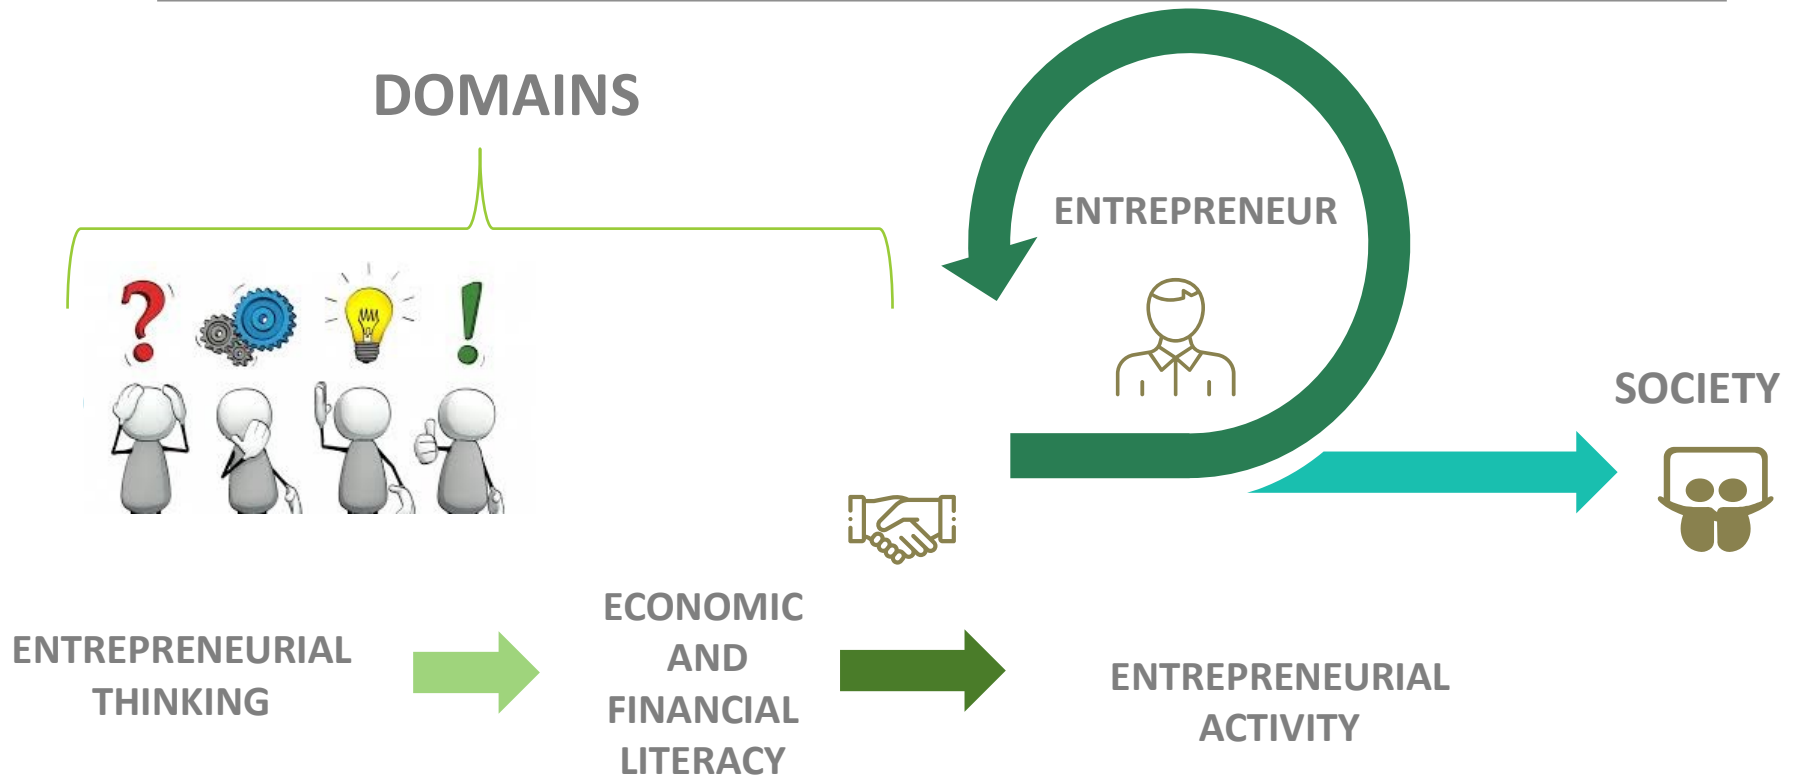 DOMAINS
ENTREPRENEUR
SOCIETY
ENTREPRENEURIAL
THINKING
ECONOMIC
AND
FINANCIAL
LITERACY
ENTREPRENEURIAL
ACTIVITY